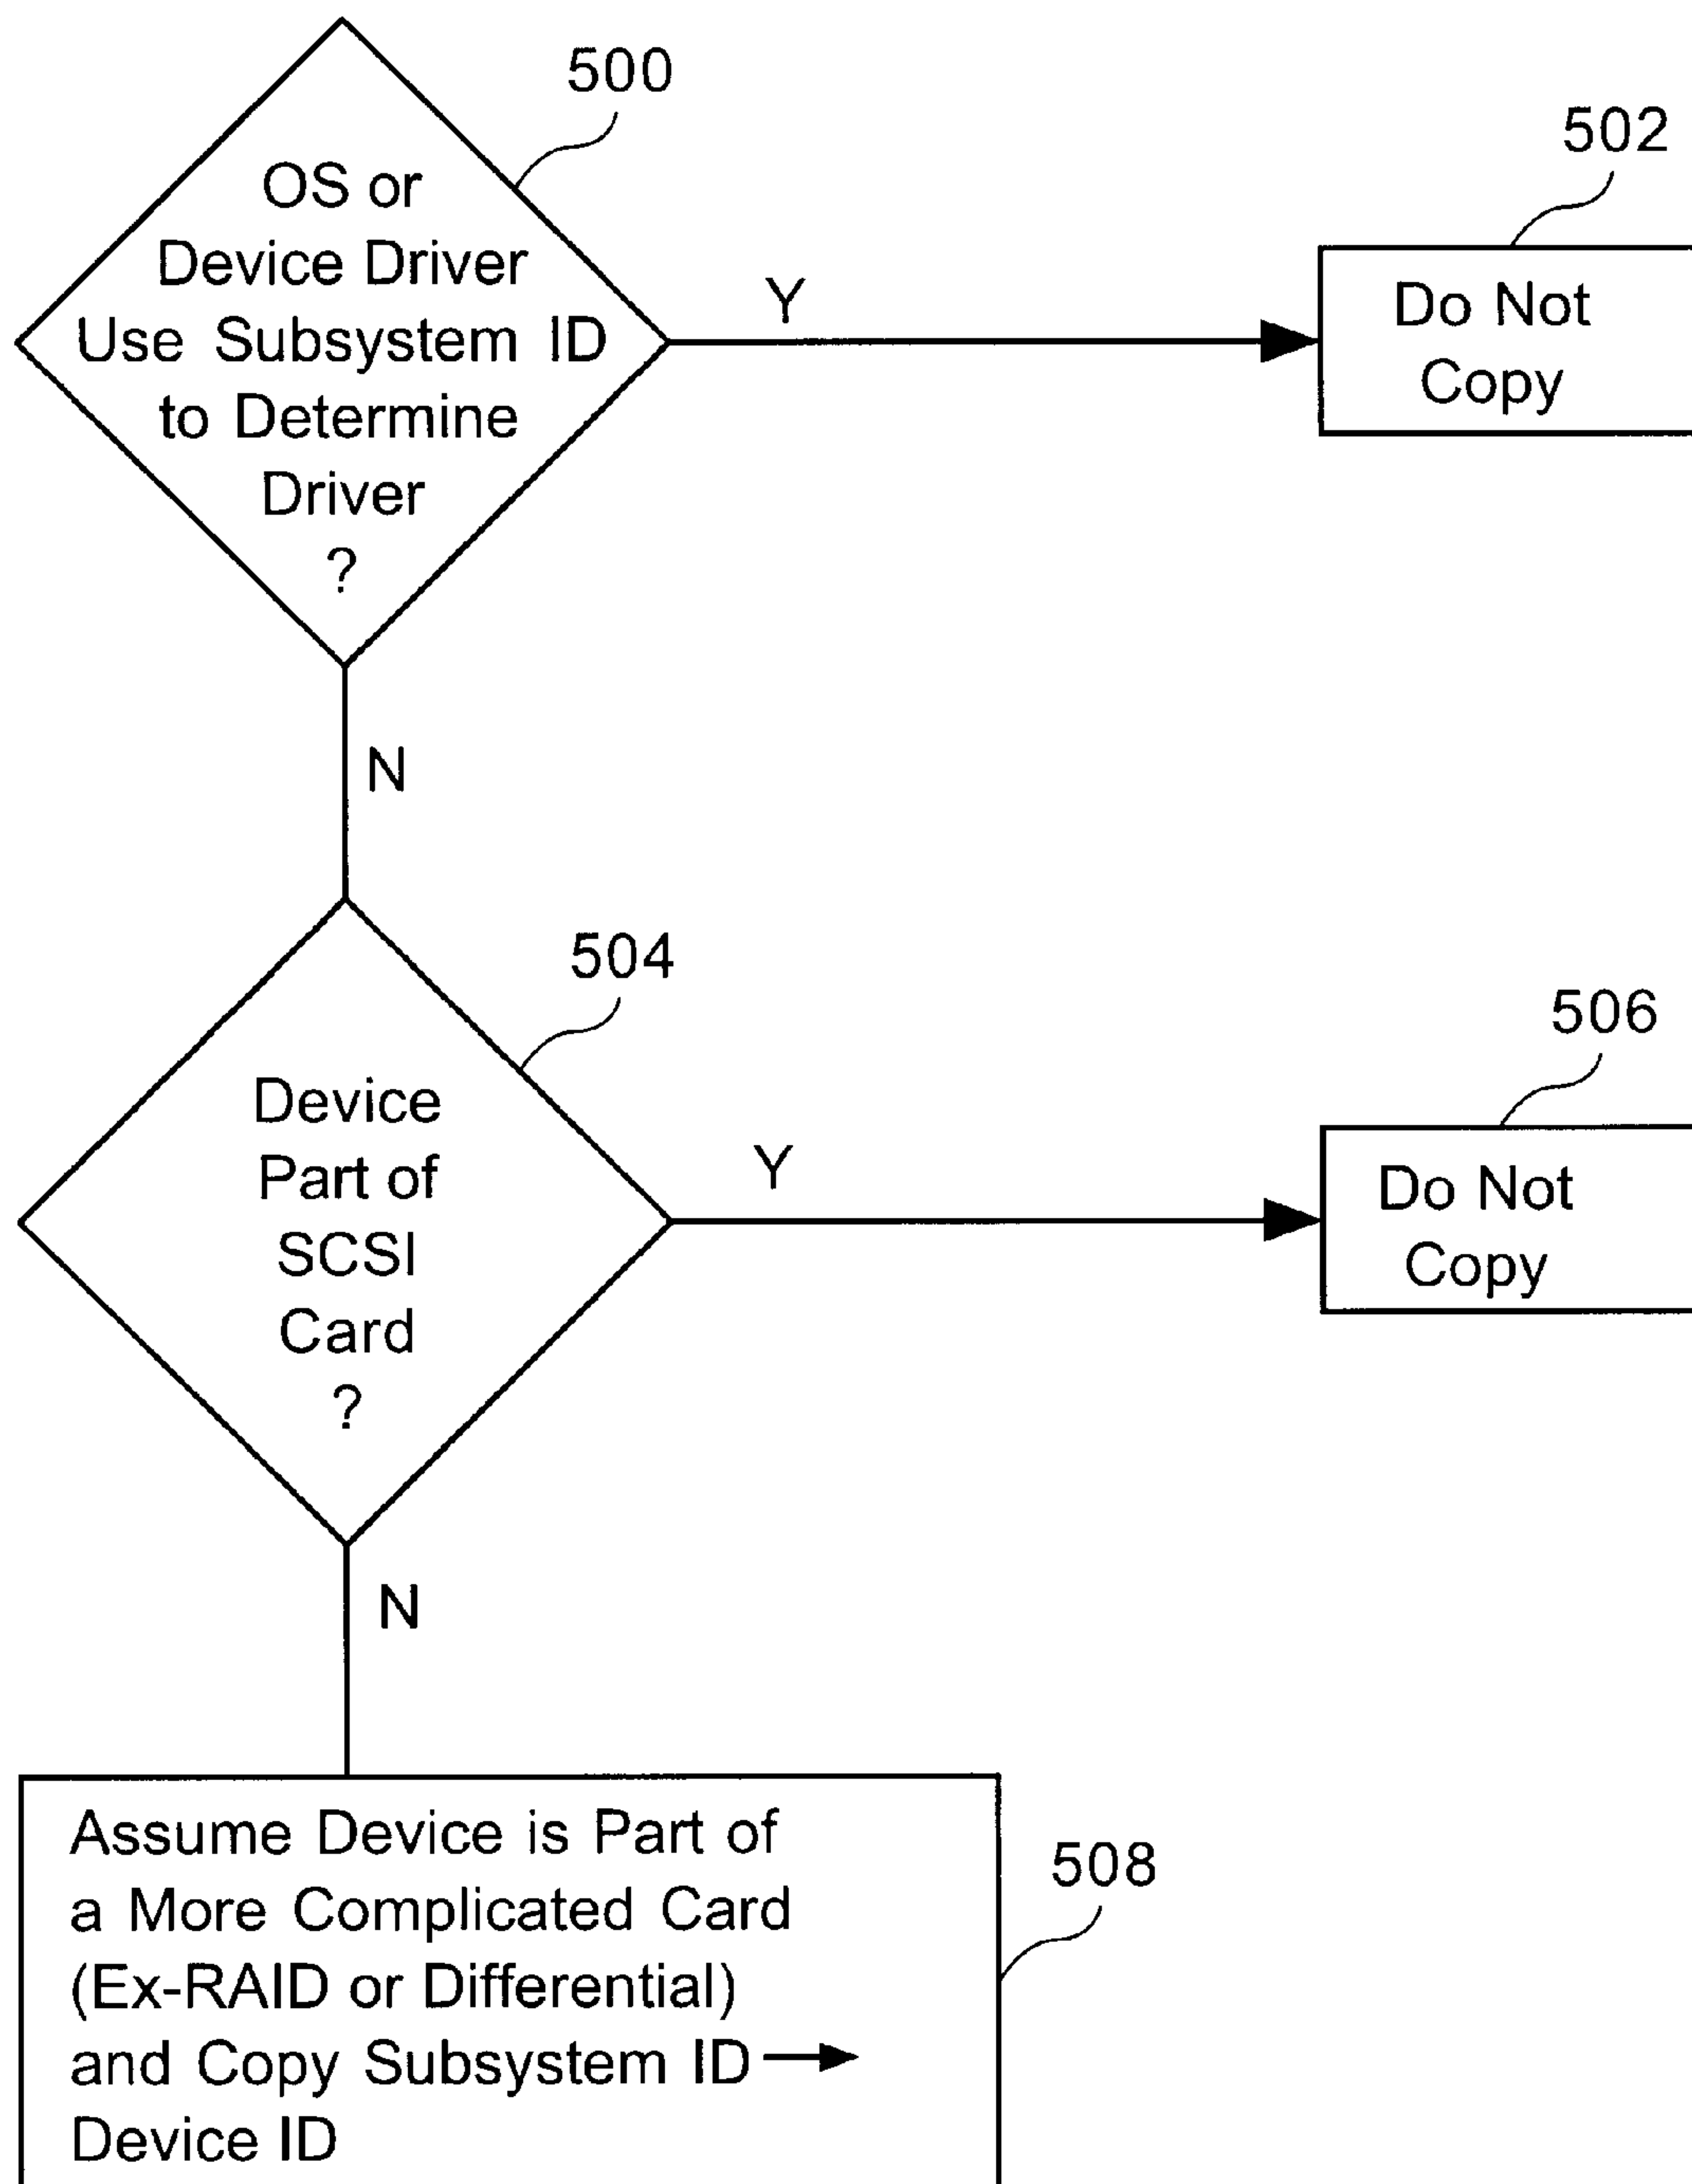 500
OS or
Device Driver
Use Subsystem ID
to Determine
Driver
?
Y
502
Do Not
Copy
N
504
Device
Part of
SCSI
Card
?
Y
506
Do Not
Copy
N
508
Assume Device is Part of
a More Complicated Card
(Ex-RAID or Differential)
and Copy Subsystem ID →
Device ID